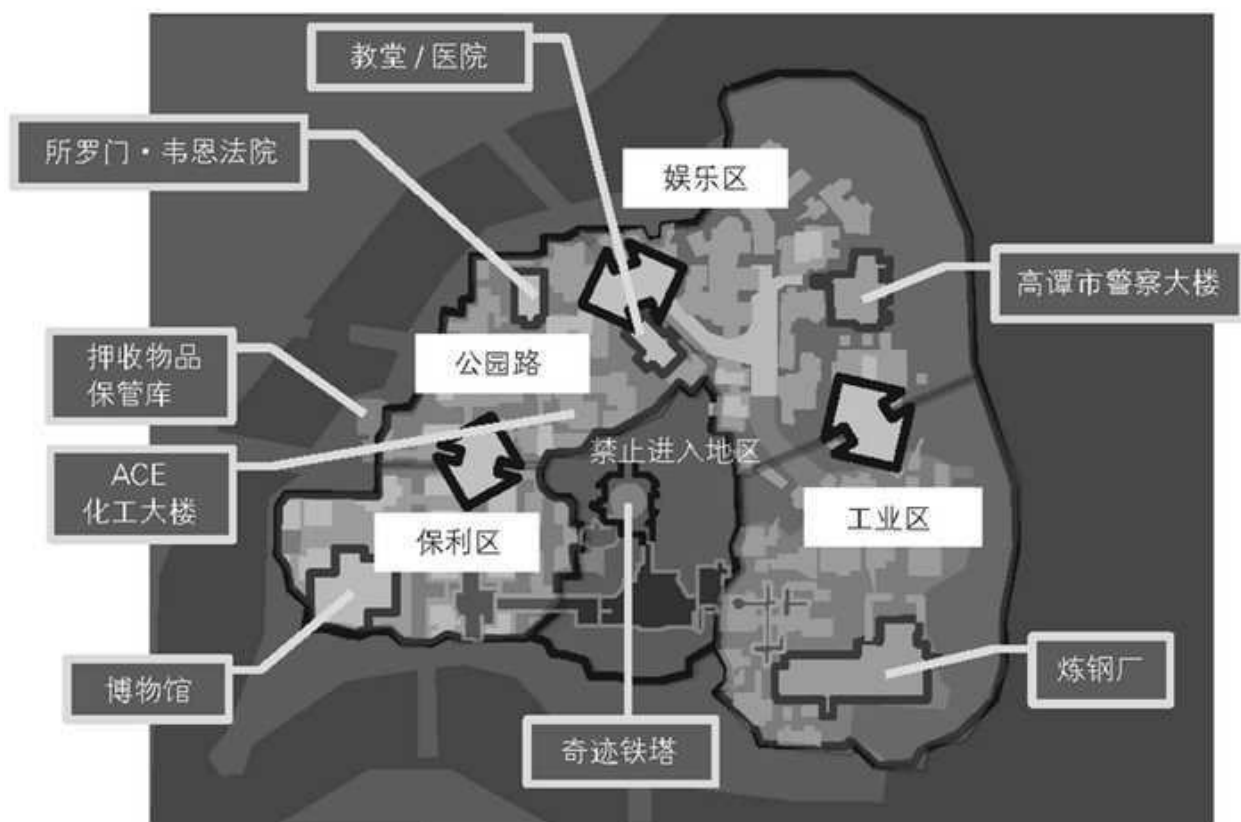 教堂 / 医院
所罗门·韦恩法院
娱乐区
高谭市警察大楼
押收物品
保管库
公园路
禁止进入地区
ACE
化工大楼
保利区
工业区
博物馆
炼钢厂
奇迹铁塔